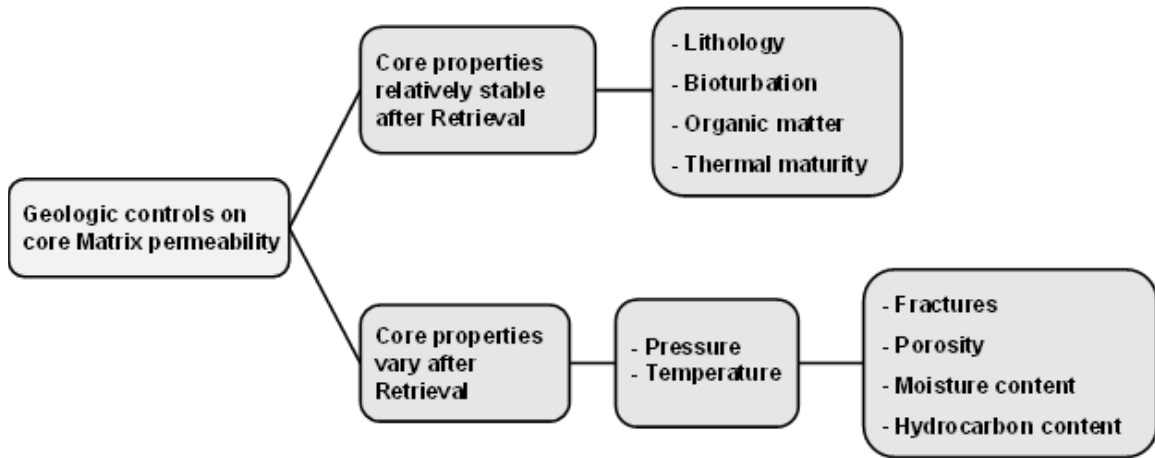 Geologic controls on
core Matrix permeability
Core properties
relatively stable
after Retrieval
- Lithology
- Bioturbation
- Organic matter
- Thermal maturity
Core properties
vary after
Retrieval
- Pressure
- Temperature
- Fractures
- Porosity
- Moisture content
- Hydrocarbon content